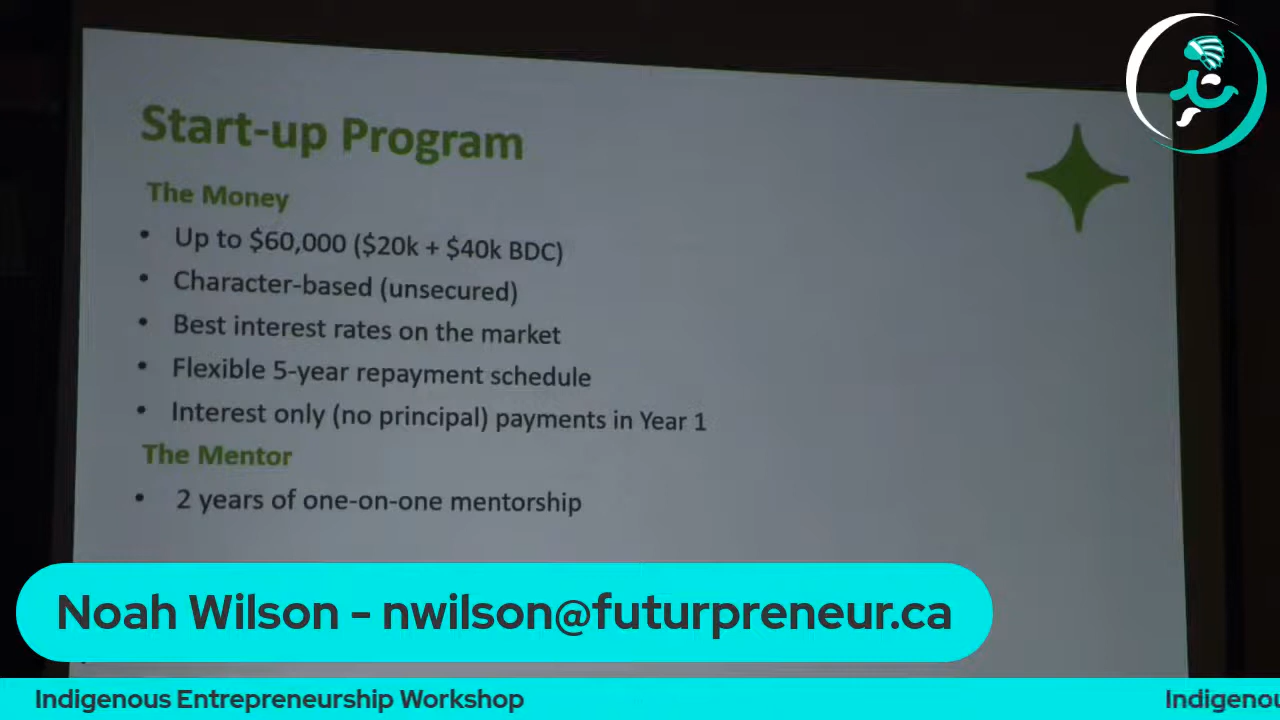 Start-up Program
The Money
• Up to $60,000 ($20k + $40k BDC)
• Character-based (unsecured)
• Best interest rates on the market
• Flexible 5-year repayment schedule
• Interest only (no principal) payments in Year 1
The Mentor
• 2 years of one-on-one mentorship
Noah Wilson - nwilson@futurpreneur.ca
Indigenous Entrepreneurship Workshop
Indigenou